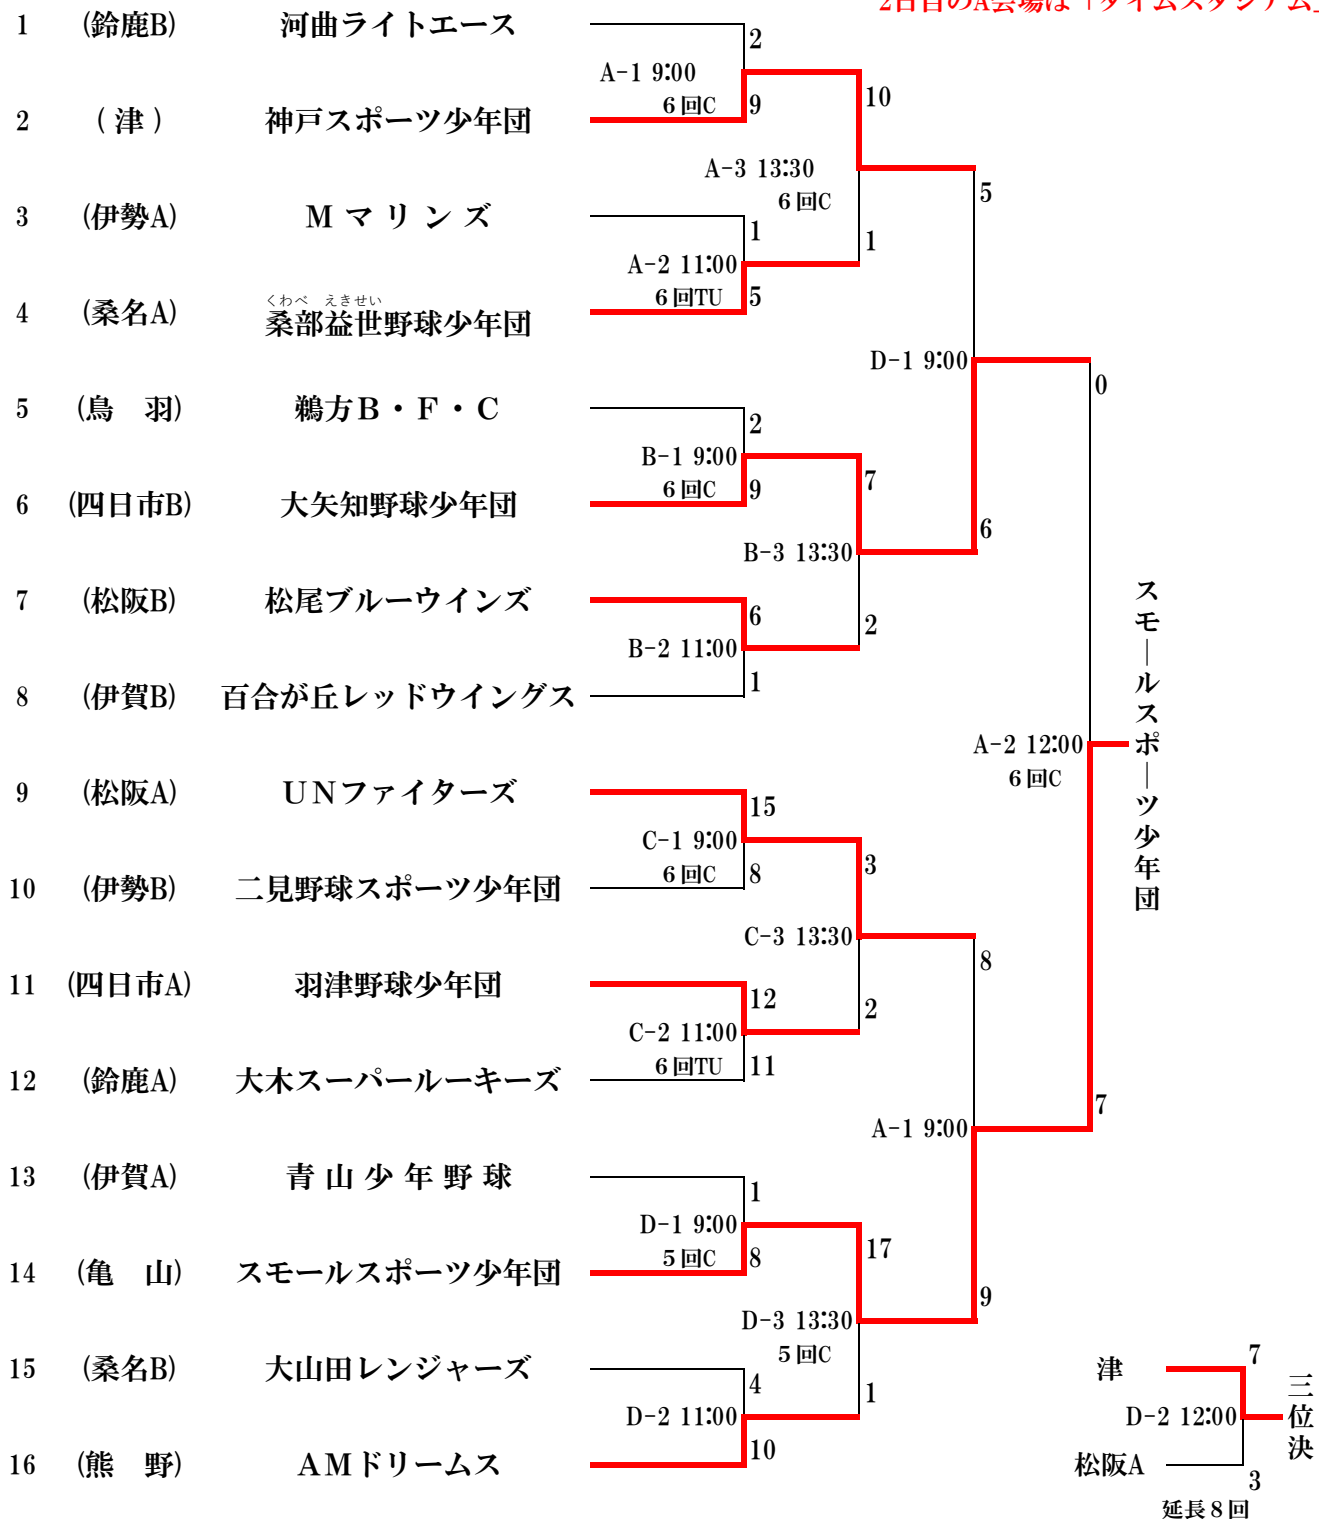 2日目のA会場は「ダイムスタジアム」
1 (鈴鹿B) 河曲ライトエース
2
A-1 9:00
6回C
9
10
2 (津) 神戸スポーツ少年団
A-3 13:30
6回C
5
3 (伊勢A) Mマリンズ
1
1
A-2 11:00
6回TU
5
4 (桑名A) 桑部益世野球少年団
くわべ えきせい
D-1 9:00
0
5 (鳥 羽) 鵜方B・F・C
2
B-1 9:00
6回C
9
7
6 (四日市B) 大矢知野球少年団
6
B-3 13:30
7 (松阪B) 松尾ブルーウインズ
6
2
B-2 11:00
1
8 (伊賀B) 百合が丘レッドウイングス
A-2 12:00
6回C
スモールスポーツ少年団
9 (松阪A) UNファイターズ
15
C-1 9:00
6回C
8
3
10 (伊勢B) 二見野球スポーツ少年団
C-3 13:30
8
11 (四日市A) 羽津野球少年団
12
2
C-2 11:00
6回TU
11
12 (鈴鹿A) 大木スーパールーキーズ
A-1 9:00
7
13 (伊賀A) 青山少年野球
1
D-1 9:00
5回C
8
17
14 (亀 山) スモールスポーツ少年団
9
D-3 13:30
5回C
15 (桑名B) 大山田レンジャーズ
4
1
D-2 11:00
10
16 (熊 野) AMドリームス
津
7
D-2 12:00
三位決
松阪A
3
延長8回